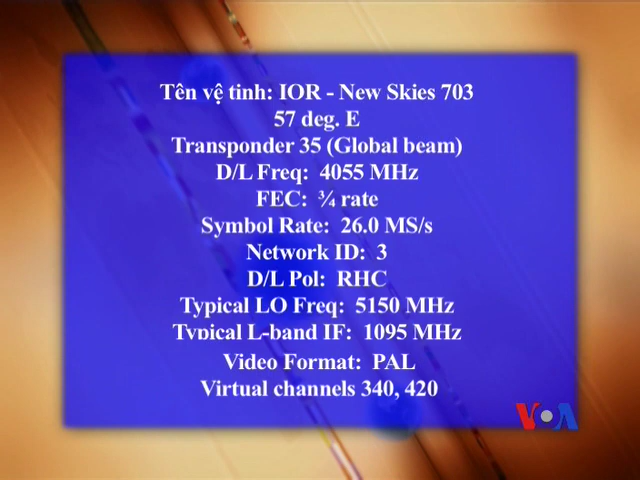 Tên vệ tinh: IOR - New Skies 703
57 deg. E
Transponder 35 (Global beam)
D/L Freq: 4055 MHz
FEC: ¾ rate
Symbol Rate: 26.0 MS/s
Network ID: 3
D/L Pol: RHC
Typical LO Freq: 5150 MHz
Typical L-band IF: 1095 MHz
Video Format: PAL
Virtual channels 340, 420
VOA